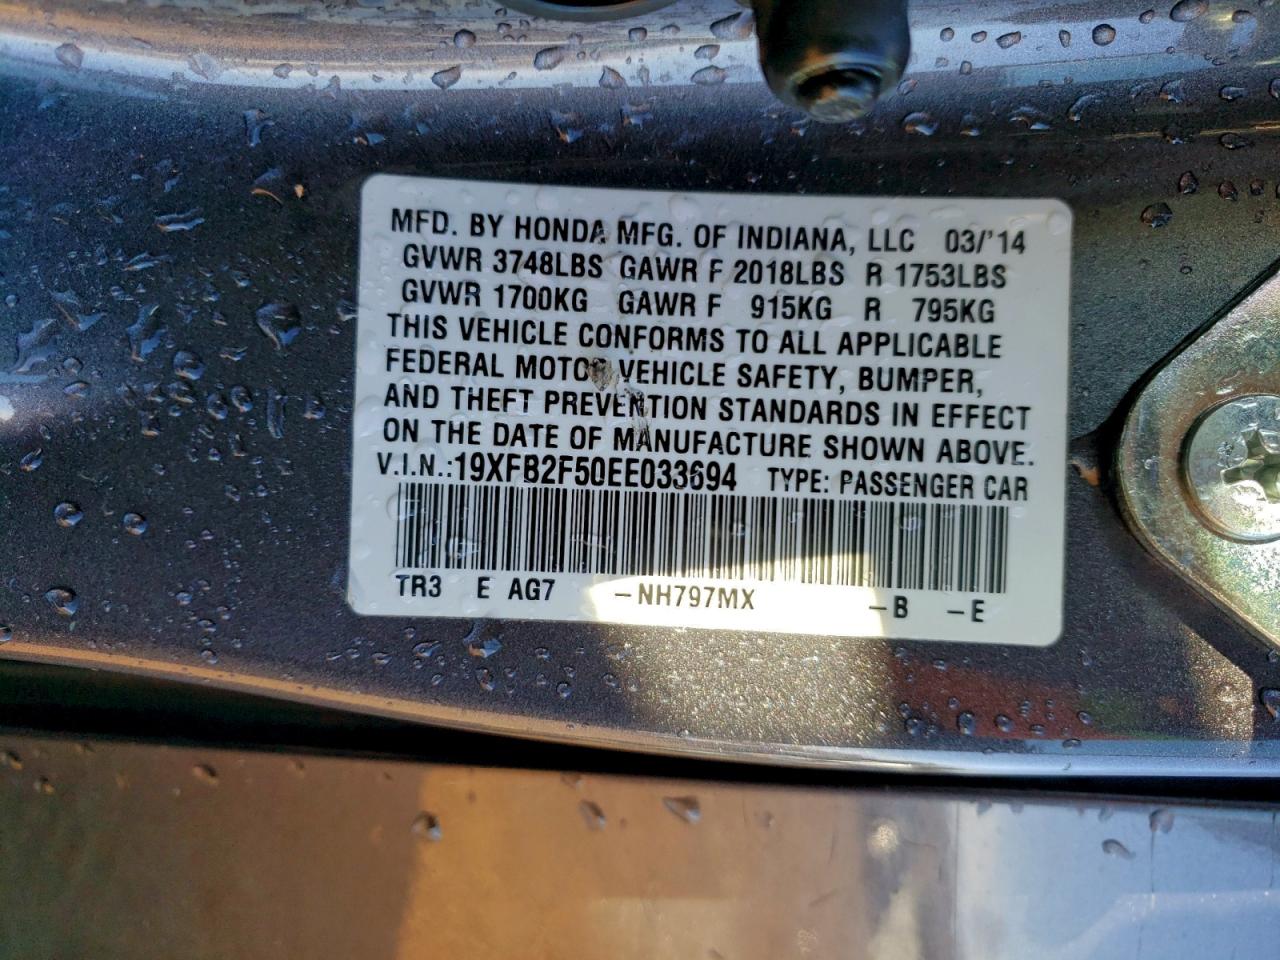 MFD. BY HONDA MFG. OF INDIANA, LLC 03/'14
GVWR 3748LBS GAWR F 2018LBS R 1753LBS
GVWR 1700KG GAWR F 915KG R 795KG
THIS VEHICLE CONFORMS TO ALL APPLICABLE
FEDERAL MOTOR VEHICLE SAFETY, BUMPER,
AND THEFT PREVENTION STANDARDS IN EFFECT
ON THE DATE OF MANUFACTURE SHOWN ABOVE.
V.I.N.:19XFB2F50EE033694 TYPE: PASSENGER CAR
TR3 E AG7 -NH797MX -B -E